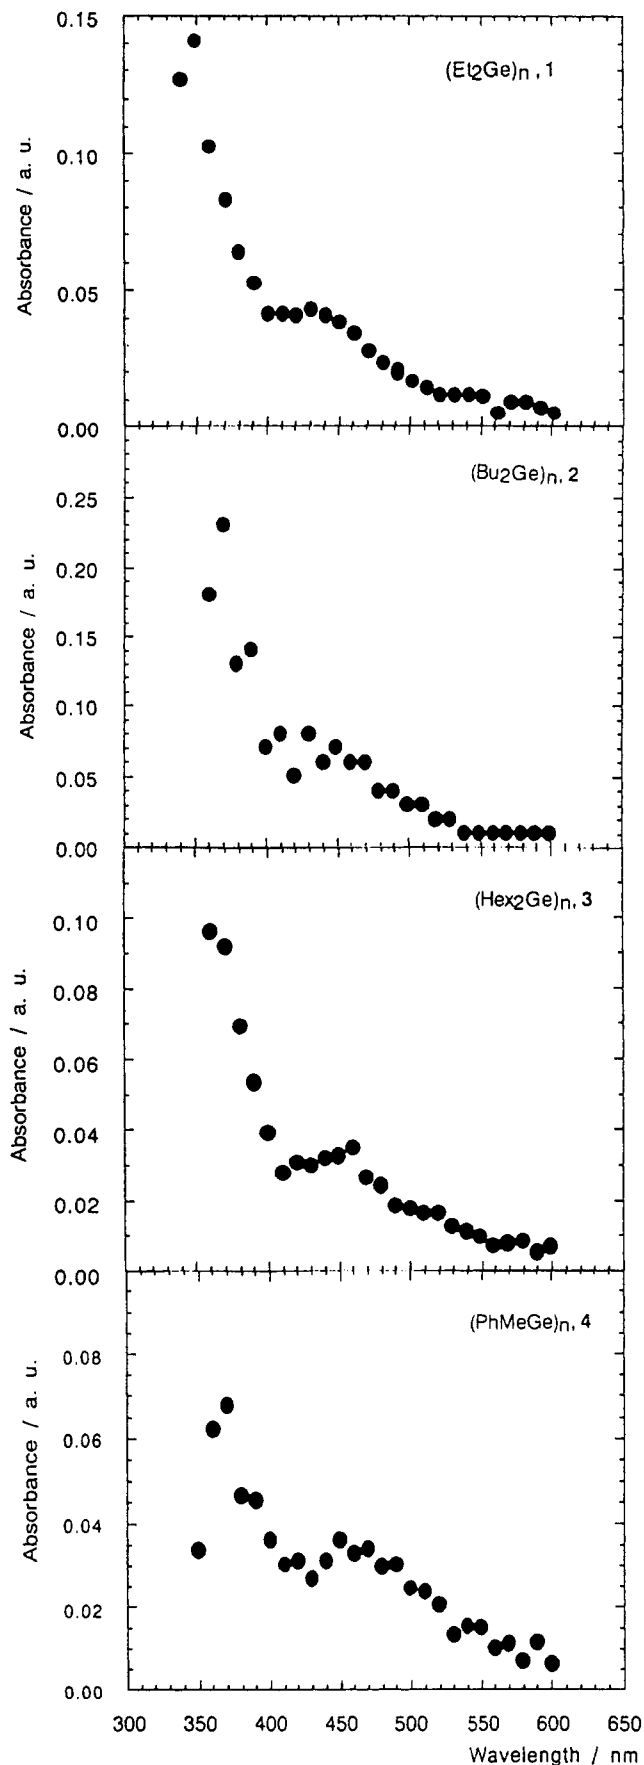 0.15
(Et2Ge)n, 1
0.10
Absorbance / a. u.
0.05
0.00
(Bu2Ge)n, 2
0.25
0.20
0.15
Absorbance / a. u.
0.10
0.05
0.00
(Hex2Ge)n, 3
0.10
0.08
Absorbance / a. u.
0.06
0.04
0.02
0.00
(PhMeGe)n, 4
0.08
Absorbance / a. u.
0.06
0.04
0.02
0.00
300 350 400 450 500 550 600 650
Wavelength / nm